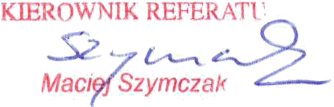 KIEROWNIK REFERATU
Maciej Szymczak